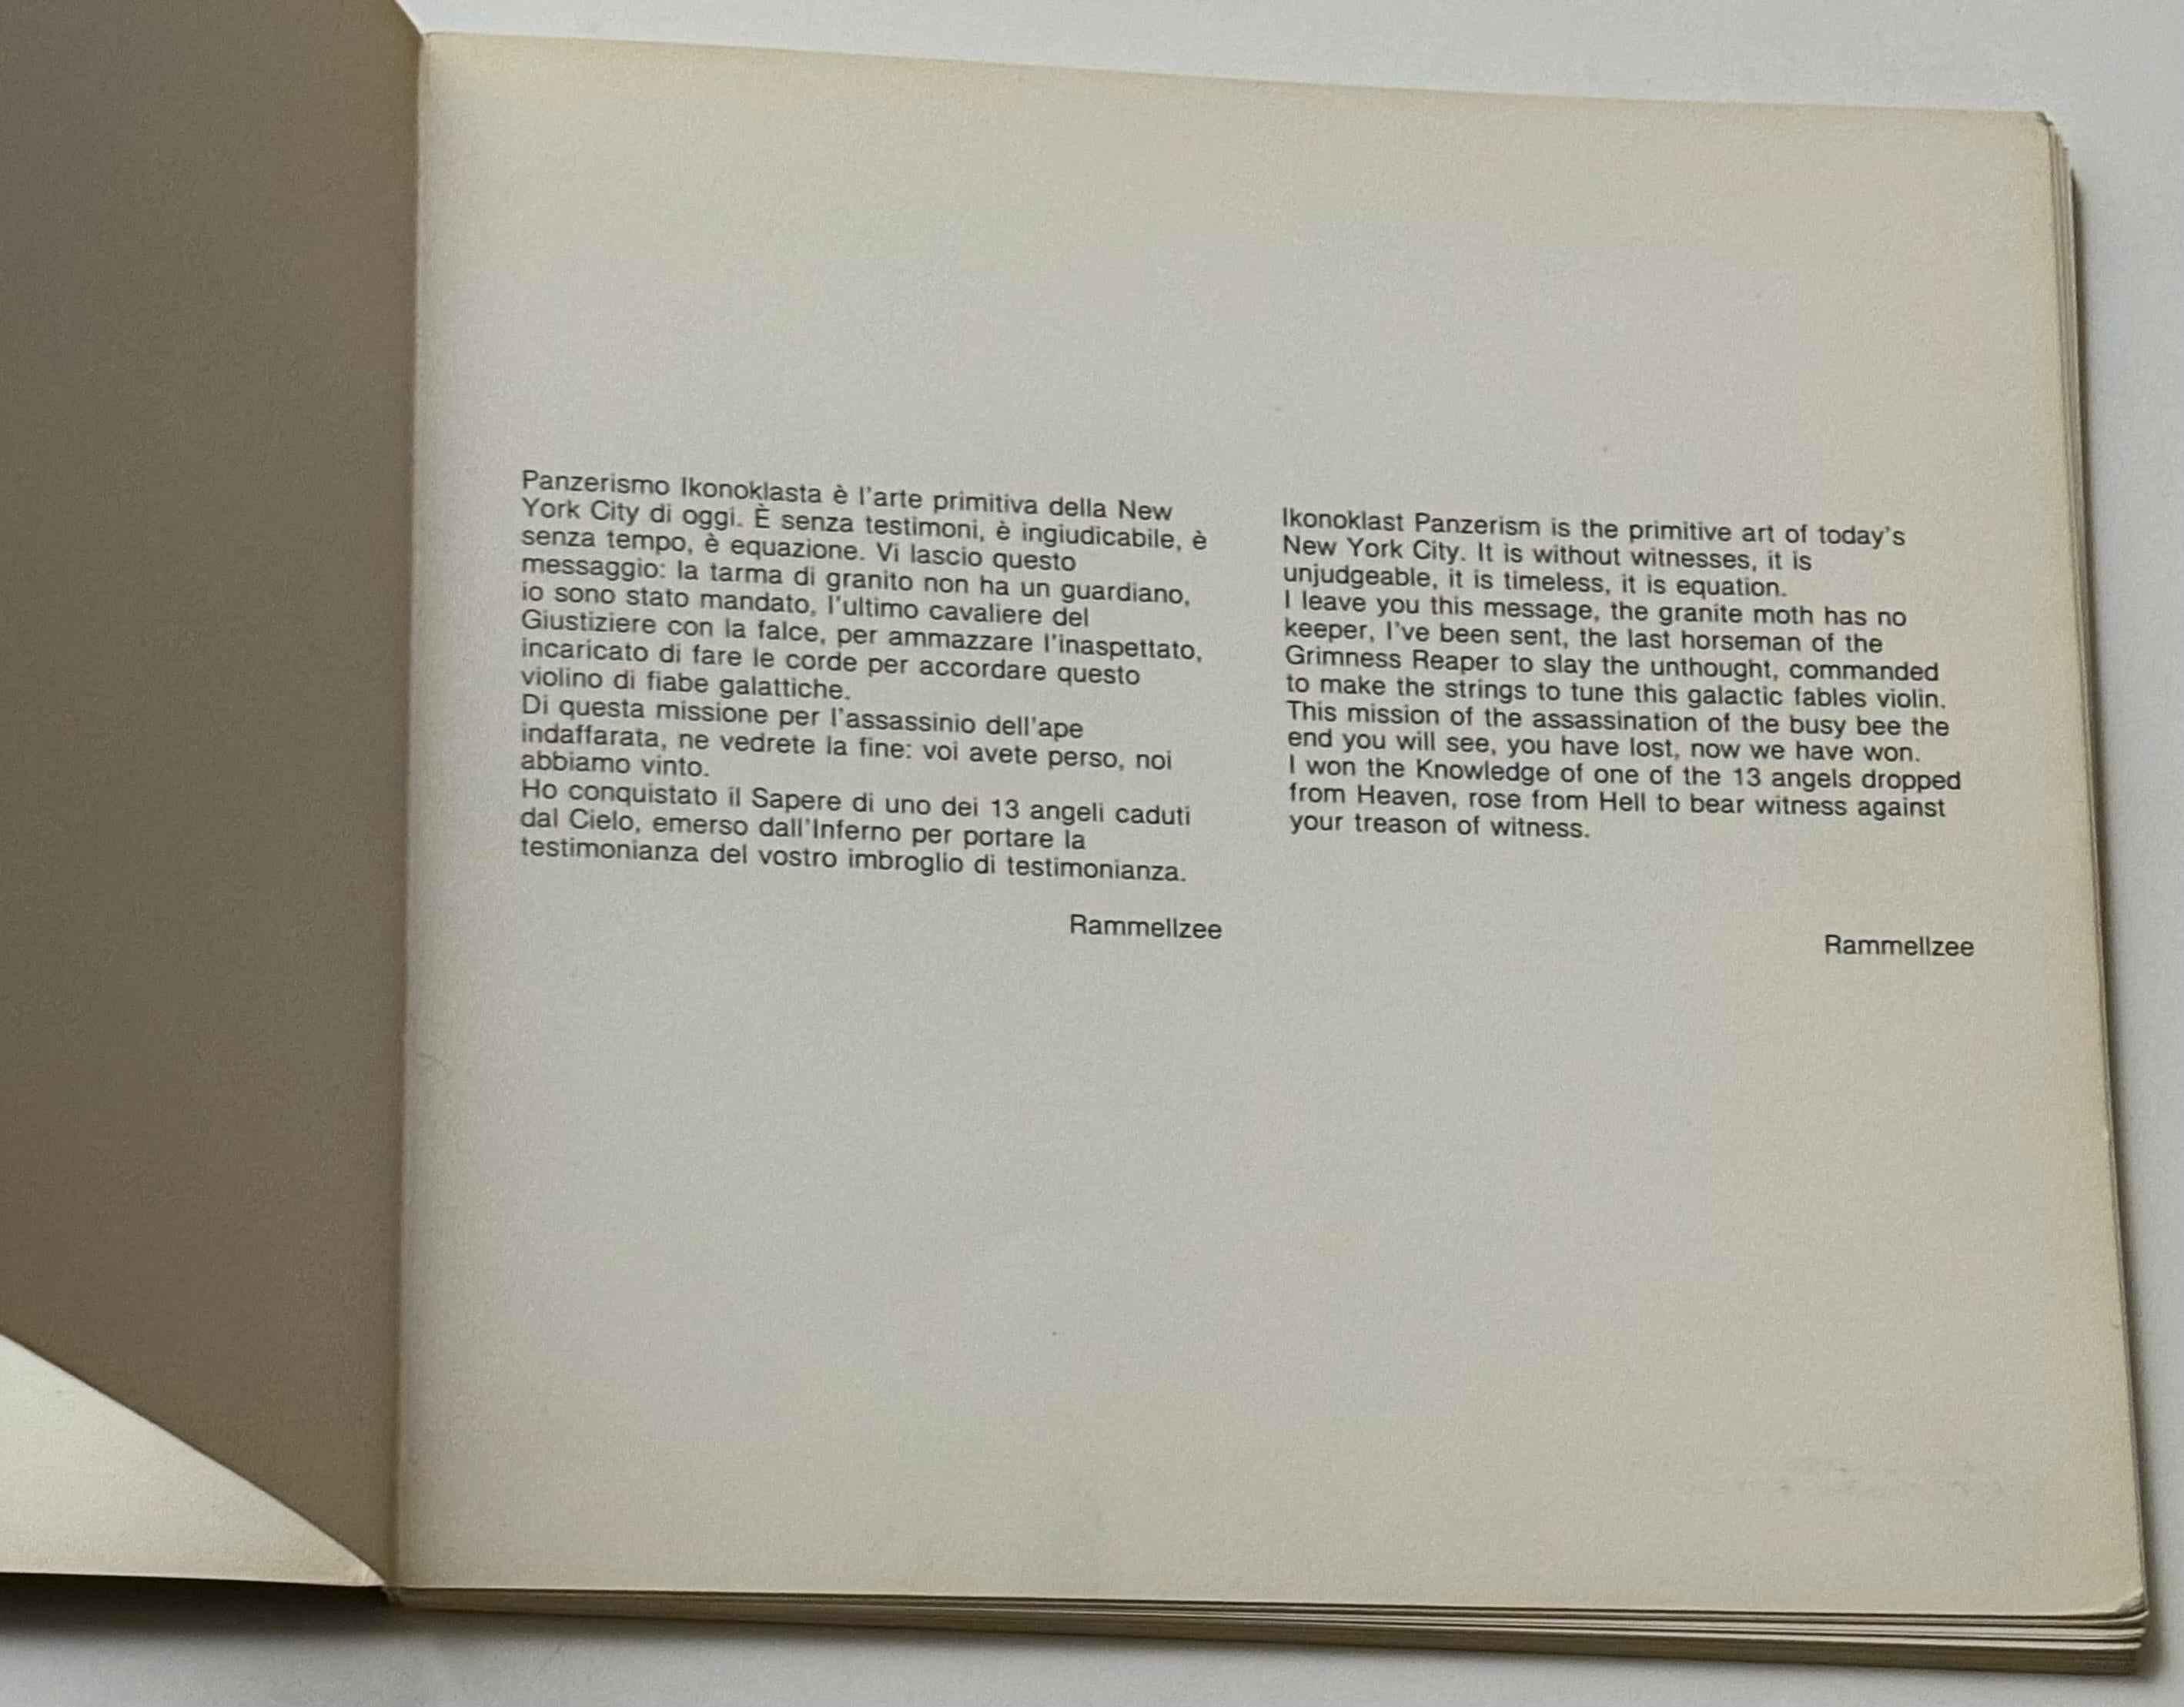 Panzerismo Ikonoklasta è l'arte primitiva della New
York City di oggi. È senza testimoni, è ingiudicabile, è
senza tempo, è equazione. Vi lascio questo
messaggio: la tarma di granito non ha un guardiano,
io sono stato mandato, l'ultimo cavaliere del
Giustiziere con la falce, per ammazzare l'inaspettato,
incaricato di fare le corde per accordare questo
violino di fiabe galattiche.
Di questa missione per l'assassinio dell'ape
indaffarata, ne vedrete la fine: voi avete perso, noi
abbiamo vinto.
Ho conquistato il Sapere di uno dei 13 angeli caduti
dal Cielo, emerso dall'Inferno per portare la
testimonianza del vostro imbroglio di testimonianza.
Rammellzee
Ikonoklast Panzerism is the primitive art of today's
New York City. It is without witnesses, it is
unjudgeable, it is timeless, it is equation.
I leave you this message, the granite moth has no
keeper, I've been sent, the last horseman of the
Grimness Reaper to slay the unthought, commanded
to make the strings to tune this galactic fables violin.
This mission of the assassination of the busy bee the
end you will see, you have lost, now we have won.
I won the Knowledge of one of the 13 angels dropped
from Heaven, rose from Hell to bear witness against
your treason of witness.
Rammellzee